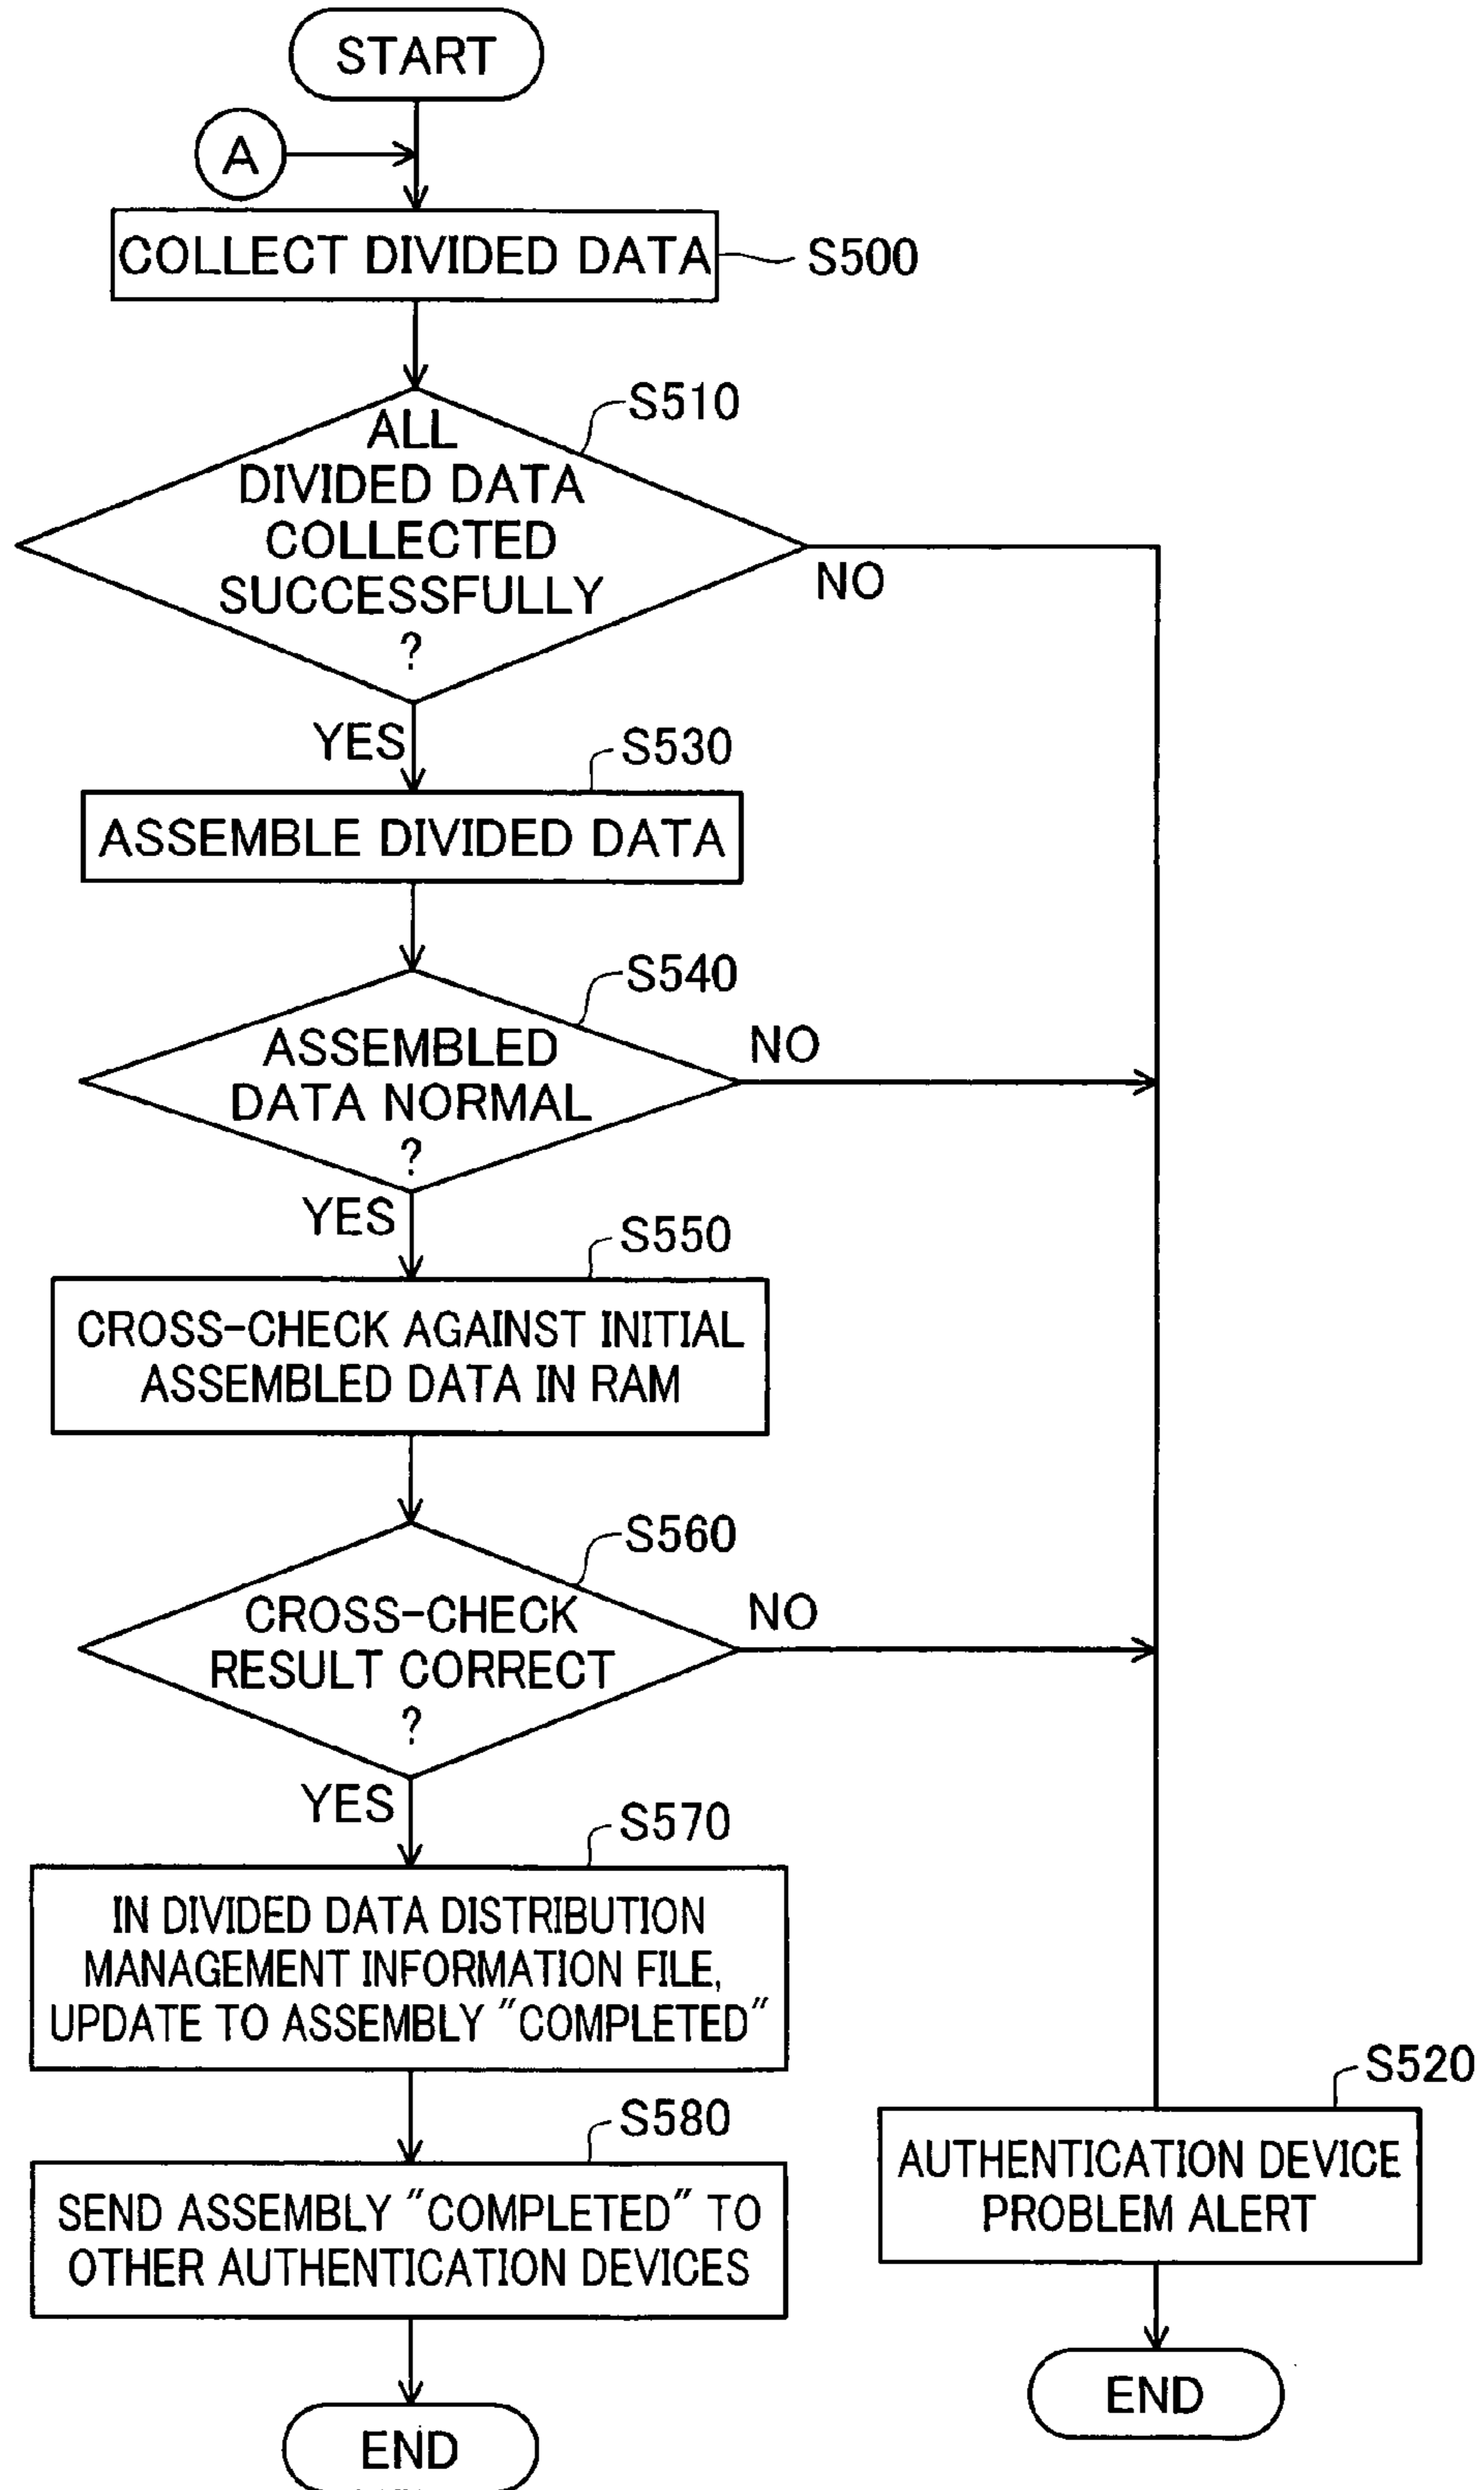 START
A
COLLECT DIVIDED DATA
S500
S510
ALL
DIVIDED DATA
COLLECTED
SUCCESSFULLY
?
NO
YES
S530
ASSEMBLE DIVIDED DATA
S540
ASSEMBLED
DATA NORMAL
?
NO
YES
S550
CROSS-CHECK AGAINST INITIAL
ASSEMBLED DATA IN RAM
S560
CROSS-CHECK
RESULT CORRECT
?
NO
YES
S570
IN DIVIDED DATA DISTRIBUTION
MANAGEMENT INFORMATION FILE,
UPDATE TO ASSEMBLY "COMPLETED"
S580
SEND ASSEMBLY "COMPLETED" TO
OTHER AUTHENTICATION DEVICES
END
S520
AUTHENTICATION DEVICE
PROBLEM ALERT
END